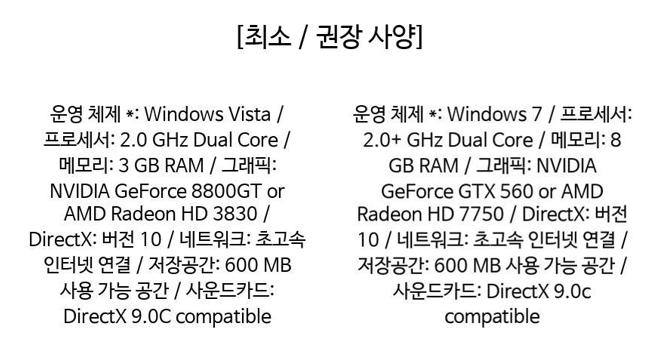 [최소 / 권장 사양]
운영 체제 *: Windows Vista /
프로세서: 2.0 GHz Dual Core /
메모리: 3 GB RAM / 그래픽:
NVIDIA GeForce 8800GT or
AMD Radeon HD 3830 /
DirectX: 버전 10 / 네트워크: 초고속
인터넷 연결 / 저장공간: 600 MB
사용 가능 공간 / 사운드카드:
DirectX 9.0C compatible
운영 체제 *: Windows 7 / 프로세서:
2.0+ GHz Dual Core / 메모리: 8
GB RAM / 그래픽: NVIDIA
GeForce GTX 560 or AMD
Radeon HD 7750 / DirectX: 버전
10 / 네트워크: 초고속 인터넷 연결 /
저장공간: 600 MB 사용 가능 공간 /
사운드카드: DirectX 9.0c
compatible